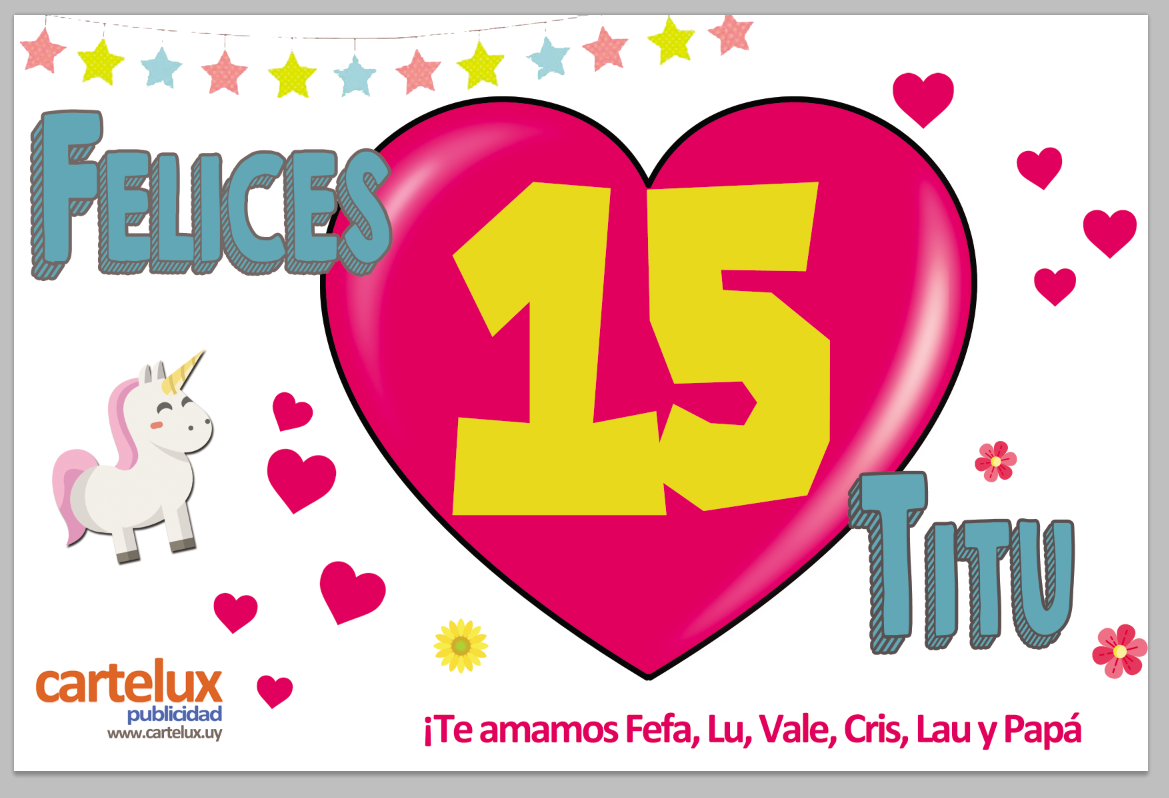 FELICES
15
TITU
cartelux
publicidad
www.cartelux.uy
¡Te amamos Fefa, Lu, Vale, Cris, Lau y Papá